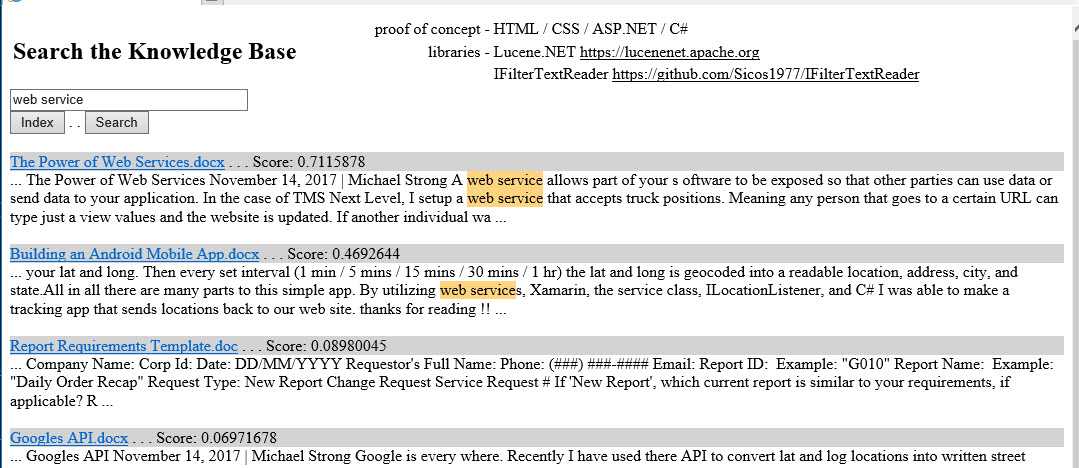 proof of concept - HTML / CSS / ASP.NET / C#
Search the Knowledge Base
libraries - Lucene.NET https://lucenenet.apache.org
IFilterTextReader https://github.com/Sicos1977/IFilterTextReader
web service
Index . . Search
The Power of Web Services.docx . . . Score: 0.7115878
... The Power of Web Services November 14, 2017 | Michael Strong A web service allows part of your s oftware to be exposed so that other parties can use data or
send data to your application. In the case of TMS Next Level, I setup a web service that accepts truck positions. Meaning any person that goes to a certain URL can
type just a view values and the website is updated. If another individual wa ...
Building an Android Mobile App.docx . . . Score: 0.4692644
... your lat and long. Then every set interval (1 min / 5 mins / 15 mins / 30 mins / 1 hr) the lat and long is geocoded into a readable location, address, city, and
state.All in all there are many parts to this simple app. By utilizing web services, Xamarin, the service class, ILocationListener, and C# I was able to make a
tracking app that sends locations back to our web site. thanks for reading !! ...
Report Requirements Template.doc . . . Score: 0.08980045
... Company Name: Corp Id: Date: DD/MM/YYYY Requestor's Full Name: Phone: (###) ###-#### Email: Report ID: Example: "G010" Report Name: Example:
"Daily Order Recap" Request Type: New Report Change Request Service Request # If 'New Report', which current report is similar to your requirements, if
applicable? R ...
Googles API.docx . . . Score: 0.06971678
... Googles API November 14, 2017 | Michael Strong Google is every where. Recently I have used there API to convert lat and log locations into written street